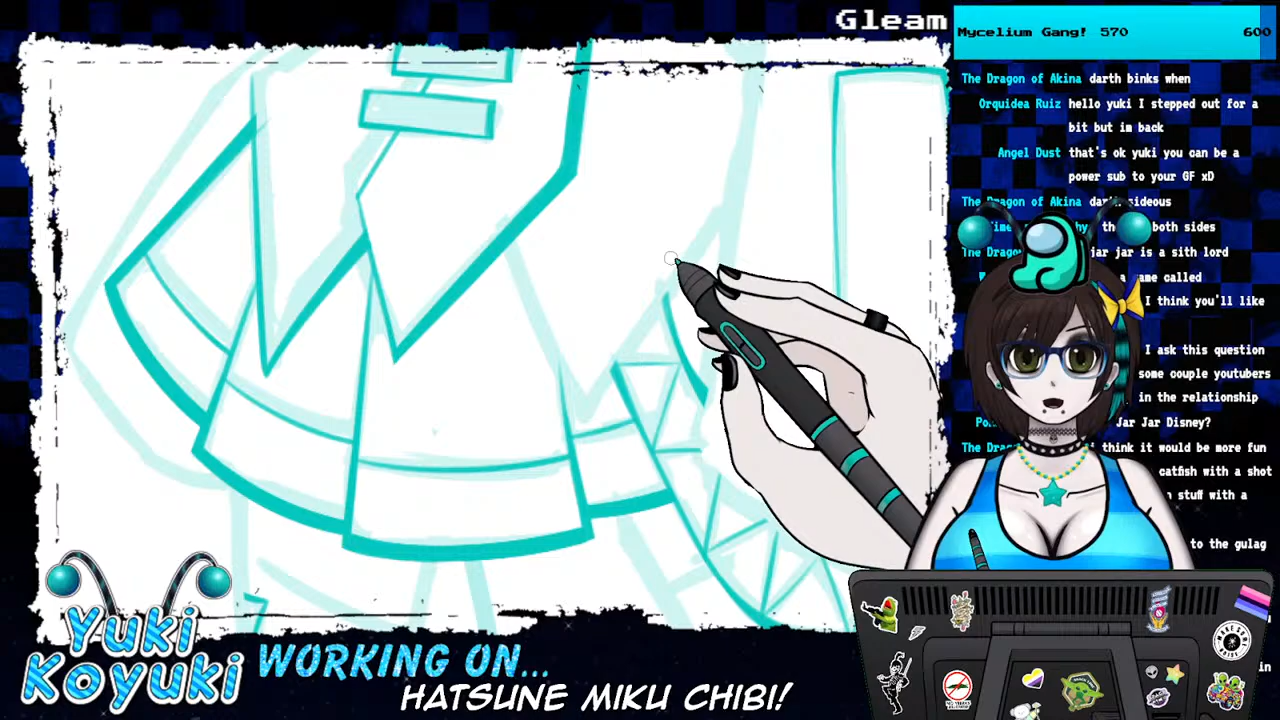 Gleam
Mycelium Gang! 570 600
The Dragon of Akina darth binks when
Orquidea Ruiz hello yuki I stepped out for a
bit but im back
Angel Dust that's ok yuki you can be a
power sub to your GF xD
The Dragon of Akina
both sides
The jar jar is a sith lord
called
I think you'll like
I ask this question
some couple youtubers
in the relationship
Jar Jar Disney?
The think it would be more fun
catfish with a shot
stuff with a
to the gulag
Yuki
Koyuki
WORKING ON...
HATSUNE MIKU CHIBI!